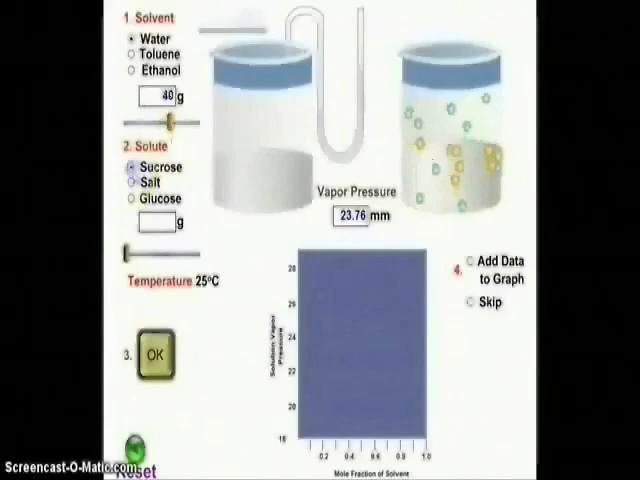 1 Solvent
Water
Toluene
Ethanol
40 g
2. Solute
Sucrose
Salt
Glucose
g
Temperature 25°C
3. OK
Reset
Vapor Pressure
23.76 mm
Solution Vapor
Pressure
28
26
24
22
20
18
0.2 0.4 0.6 0.8 1.0
Mole Fraction of Solvent
4. Add Data
to Graph
Skip
Screencast-O-Matic.com